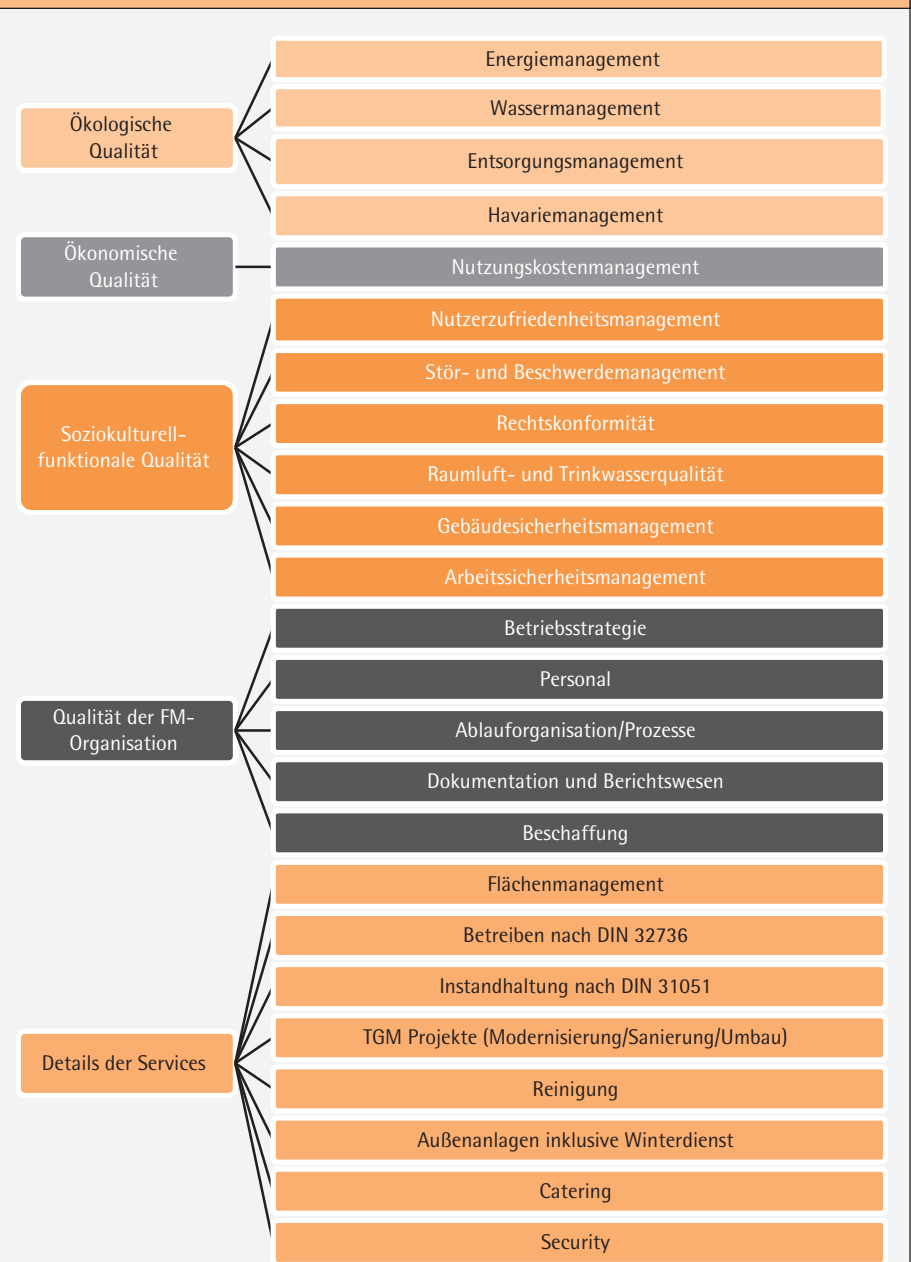 Ökologische
Qualität
Energiemanagement
Wassermanagement
Entsorgungsmanagement
Havariemanagement
Ökonomische
Qualität
Nutzungskostenmanagement
Soziokulturell-
funktionale Qualität
Nutzerzufriedenheitsmanagement
Stör- und Beschwerdemanagement
Rechtskonformität
Raumluft- und Trinkwasserqualität
Gebäudesicherheitsmanagement
Arbeitssicherheitsmanagement
Qualität der FM-
Organisation
Betriebsstrategie
Personal
Ablauforganisation/Prozesse
Dokumentation und Berichtswesen
Beschaffung
Details der Services
Flächenmanagement
Betreiben nach DIN 32736
Instandhaltung nach DIN 31051
TGM Projekte (Modernisierung/Sanierung/Umbau)
Reinigung
Außenanlagen inklusive Winterdienst
Catering
Security